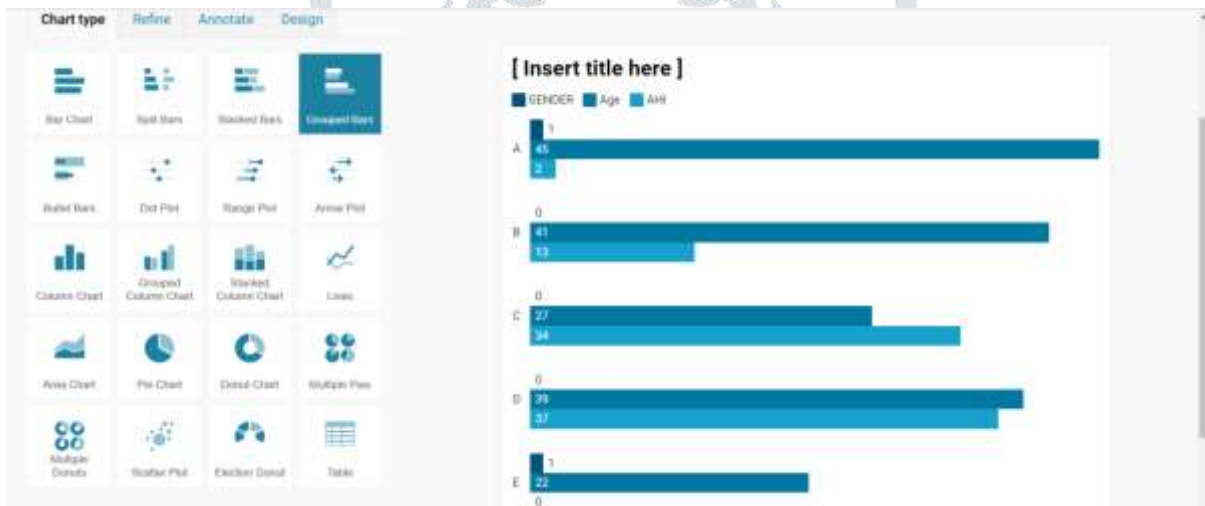 Chart type Refine Annotate Design
Bar Chart Split Bars Stacked Bars Grouped Bars
Bullet Bars Dot Plot Range Plot Arrow Plot
Column Chart Grouped Column Chart Stacked Column Chart Lines
Area Chart Pie Chart Donut Chart Multiple Pies
Multiple Donuts Scatter Plot Election Donut Table
[ Insert title here ]
GENDER Age AHI
1
A 45
2
0
B 41
13
0
C 27
34
0
D 39
37
1
E 22
0